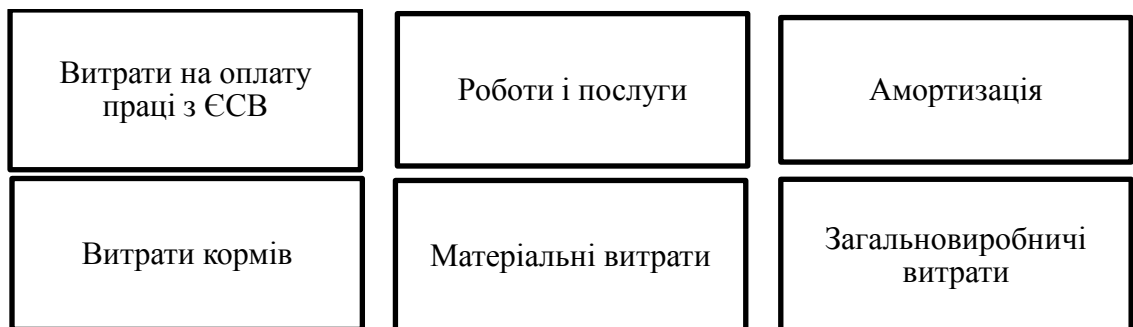 Витрати на оплату
праці з ЄСВ
Роботи і послуги
Амортизація
Витрати кормів
Матеріальні витрати
Загальновиробничі
витрати